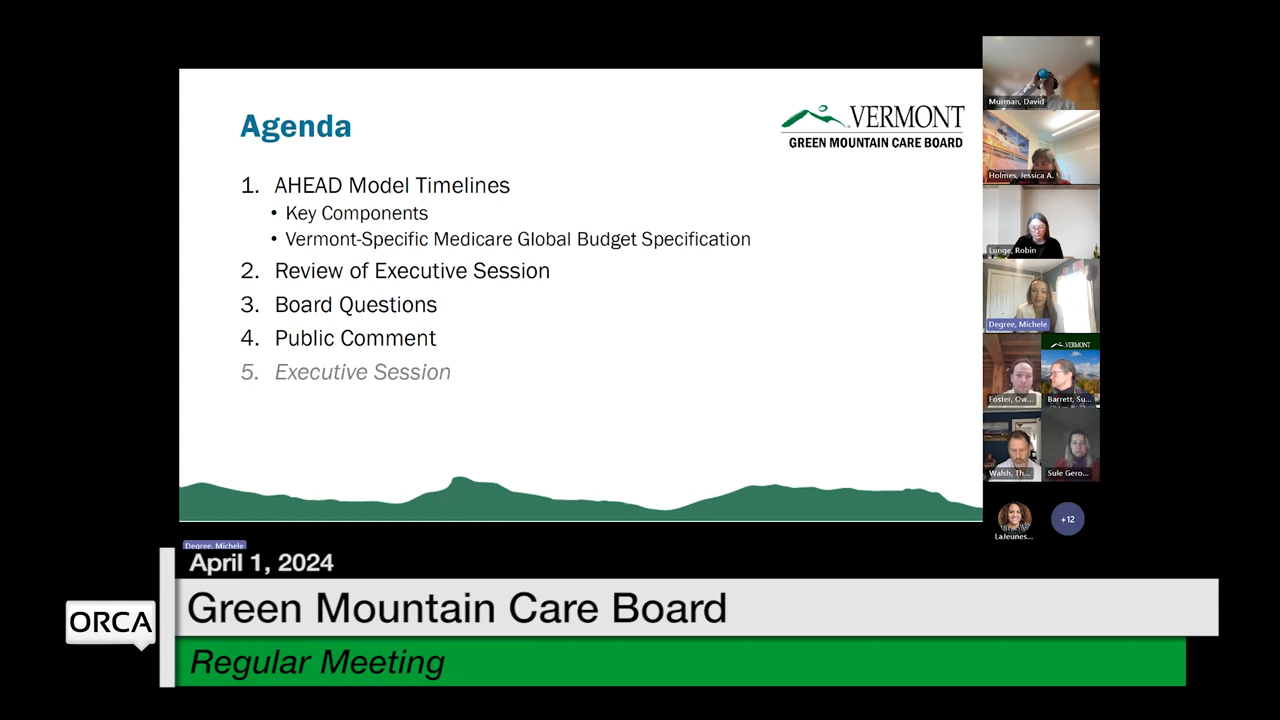 Agenda
VERMONT
GREEN MOUNTAIN CARE BOARD
1. AHEAD Model Timelines
• Key Components
• Vermont-Specific Medicare Global Budget Specification
2. Review of Executive Session
3. Board Questions
4. Public Comment
5. Executive Session
Murman, David
Holmes, Jessica A.
Lunge, Robin
Degree, Michele
VERMONT
Foster, Ow...
Barrett, Su...
Walsh, Th...
Sule Gero...
LaJeunes...
+12
Degree, Michele
April 1, 2024
ORCA
Green Mountain Care Board
Regular Meeting